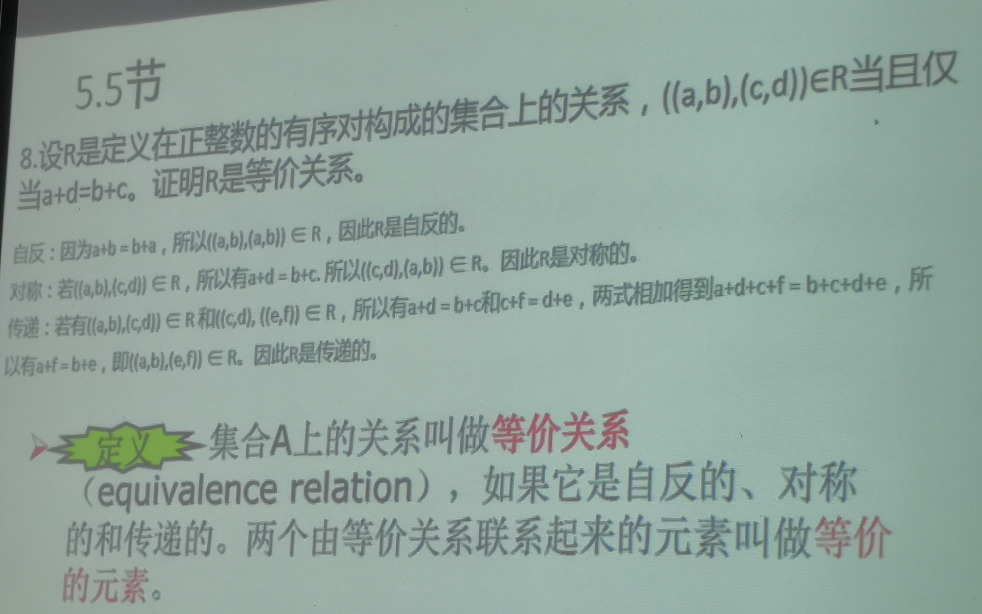 5.5节
8.设R是定义在正整数的有序对构成的集合上的关系，((a,b),(c,d))∈R当且仅
当a+d=b+c。证明R是等价关系。
自反：因为a+b = b+a，所以((a,b),(a,b)) ∈ R，因此R是自反的。
对称：若((a,b),(c,d)) ∈ R，所以有a+d = b+c. 所以((c,d),(a,b)) ∈ R。因此R是对称的。
传递：若有((a,b),(c,d)) ∈ R 和((c,d), ((e,f)) ∈ R，所以有a+d = b+c和c+f = d+e，两式相加得到a+d+c+f = b+c+d+e，所
以有a+f = b+e，即((a,b),(e,f)) ∈ R。因此R是传递的。
定义 集合A上的关系叫做等价关系
（equivalence relation），如果它是自反的、对称
的和传递的。两个由等价关系联系起来的元素叫做等价
的元素。